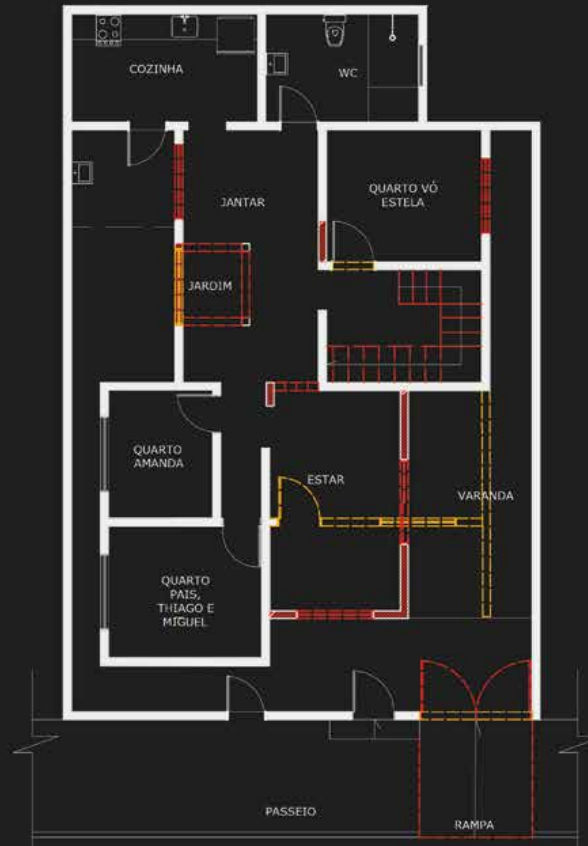 COZINHA
WC
JANTAR
QUARTO VÓ
ESTELA
JARDIM
QUARTO
AMANDA
ESTAR
VARANDA
QUARTO
PAIS,
THIAGO E
MIGUEL
PASSEIO
RAMPA